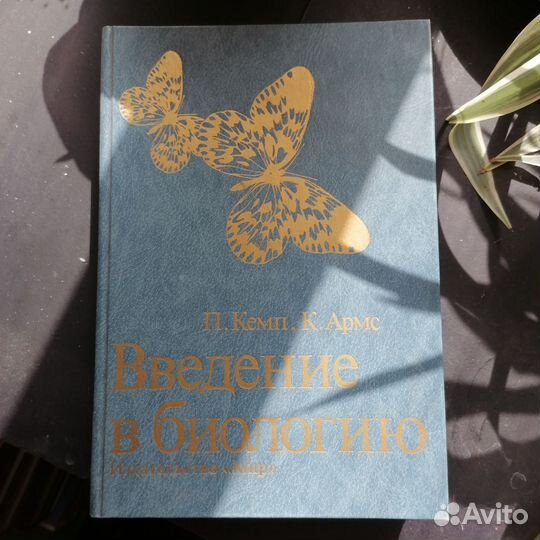 П. Кемп, К. Армс
Введение
в биологию
Издательство «Мир»
Avito